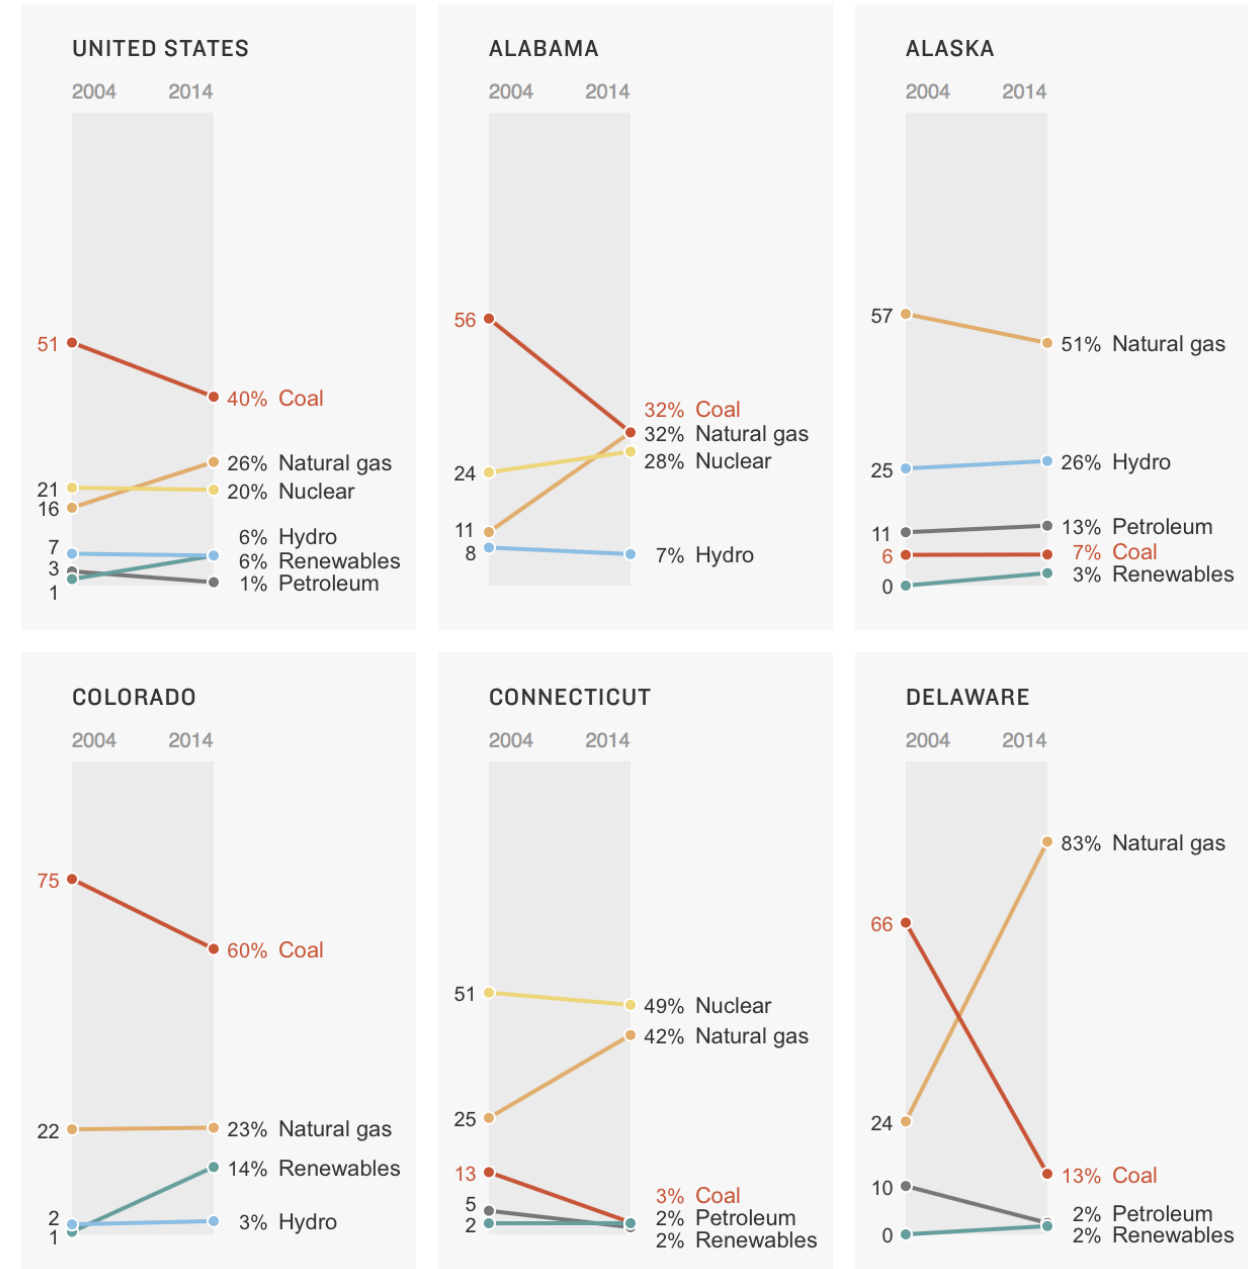 UNITED STATES
2004 2014
51
40% Coal
26% Natural gas
21
20% Nuclear
16
6% Hydro
7
6% Renewables
3
1% Petroleum
1
ALABAMA
2004 2014
56
32% Coal
32% Natural gas
28% Nuclear
24
11
8
7% Hydro
ALASKA
2004 2014
57
51% Natural gas
26% Hydro
25
13% Petroleum
11
7% Coal
6
3% Renewables
0
COLORADO
2004 2014
75
60% Coal
22
23% Natural gas
14% Renewables
2
3% Hydro
1
CONNECTICUT
2004 2014
51
49% Nuclear
42% Natural gas
25
13
3% Coal
5
2% Petroleum
2
2% Renewables
DELAWARE
2004 2014
83% Natural gas
66
24
13% Coal
10
2% Petroleum
0
2% Renewables